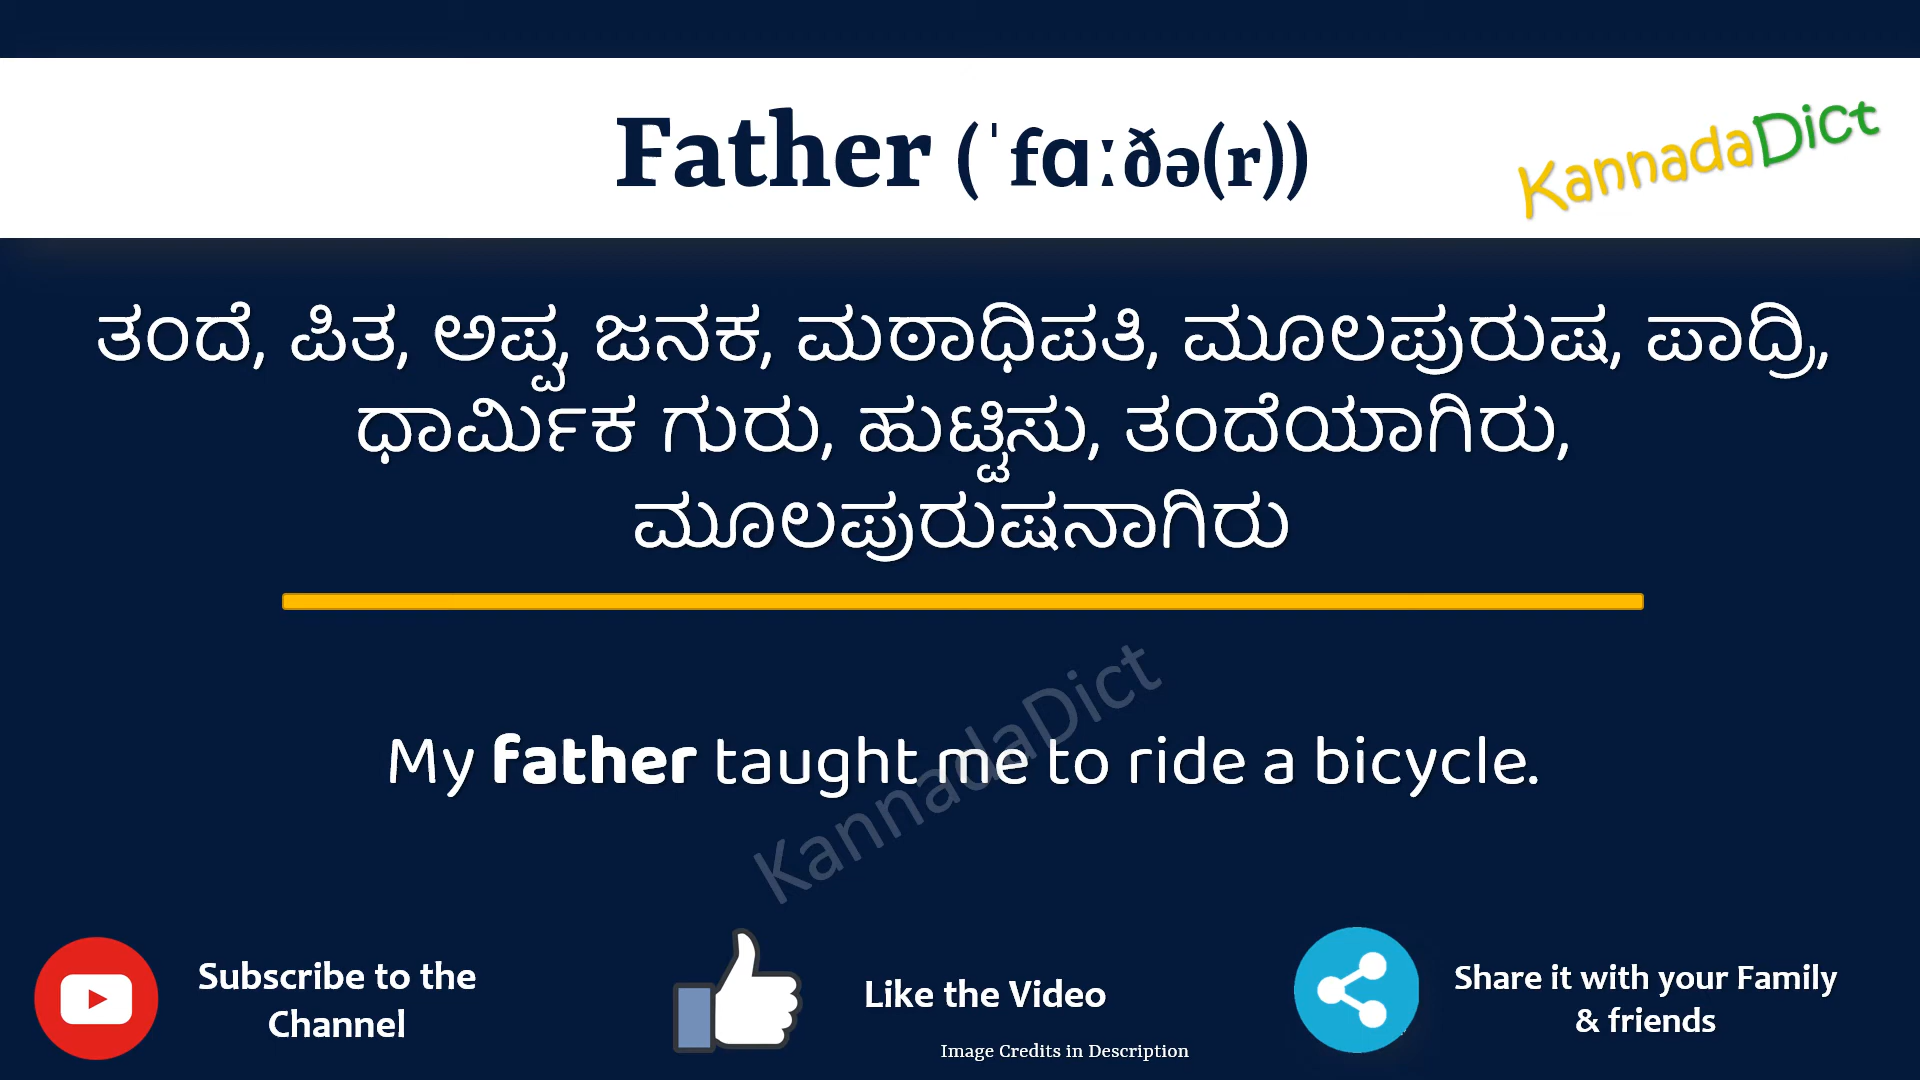 Father (ˈfɑːðə(r))
KannadaDict
ತಂದೆ, ಪಿತ, ಅಪ್ಪ, ಜನಕ, ಮಠಾಧಿಪತಿ, ಮೂಲಪುರುಷ, ಪಾದ್ರಿ,
ಧಾರ್ಮಿಕ ಗುರು, ಹುಟ್ಟಿಸು, ತಂದೆಯಾಗಿರು,
ಮೂಲಪುರುಷನಾಗಿರು
KannadaDict
My father taught me to ride a bicycle.
Subscribe to the
Channel
Like the Video
Share it with your Family
& friends
Image Credits in Description